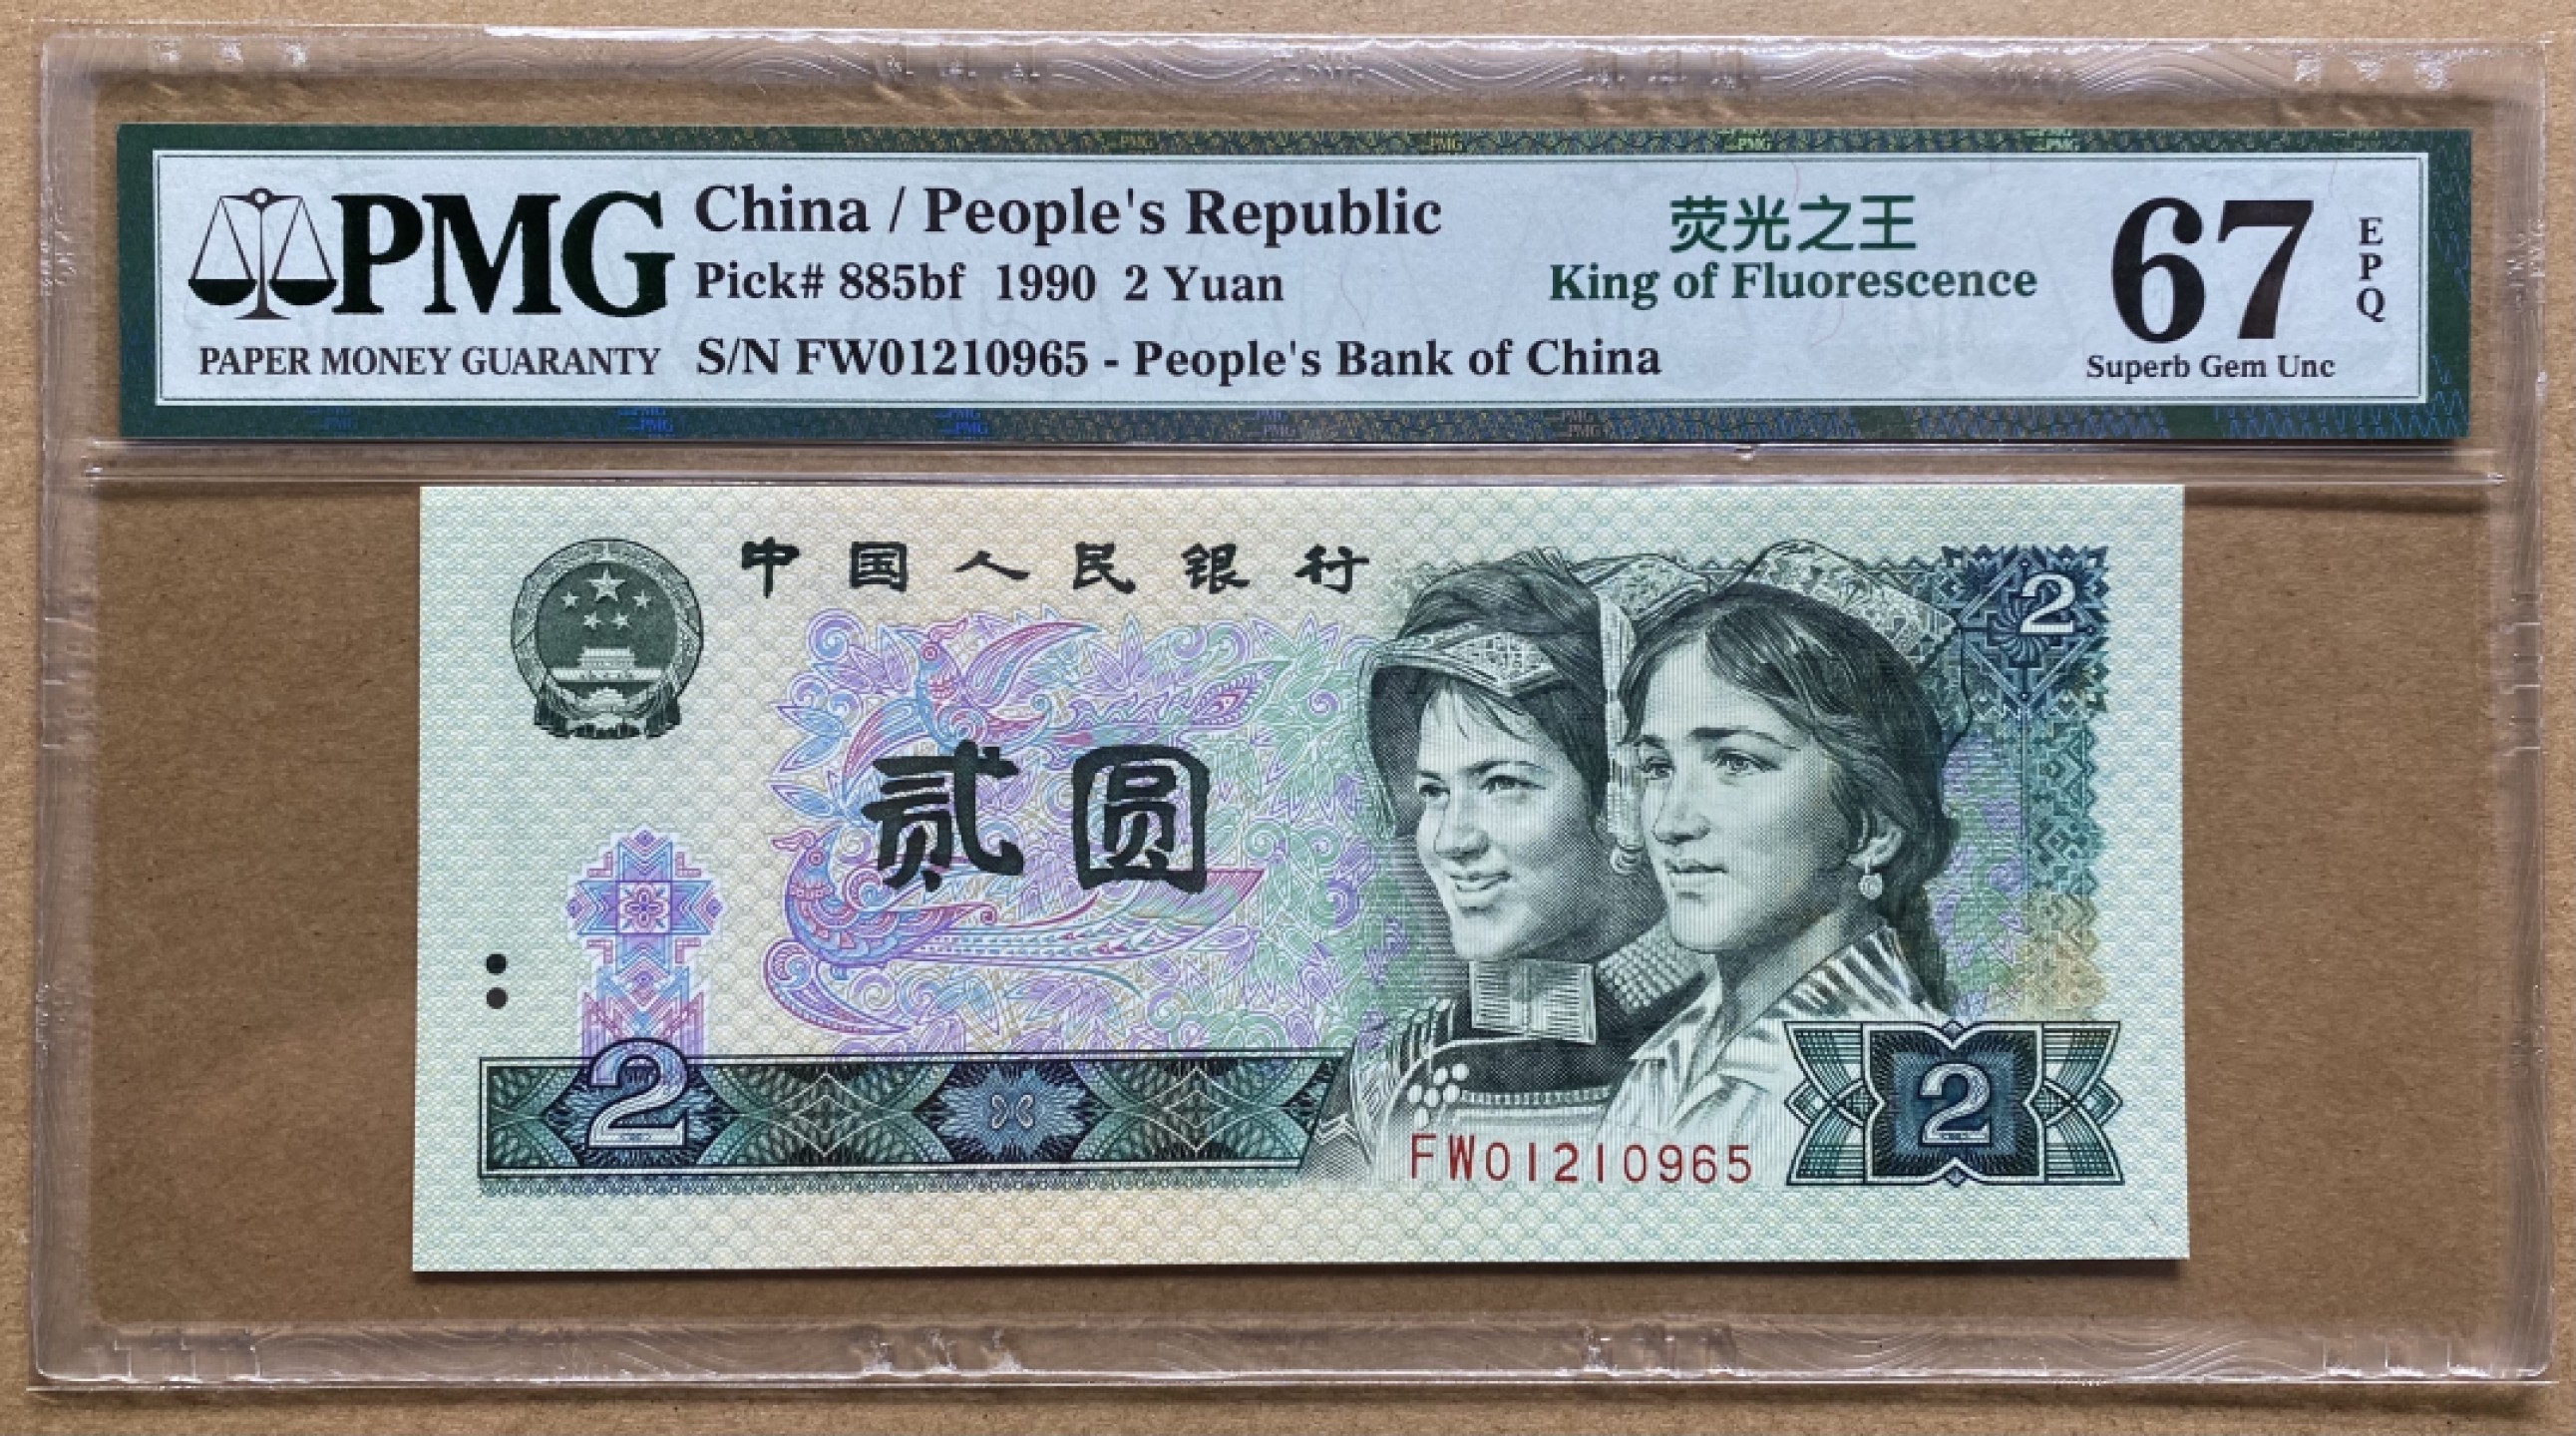 PMG
PAPER MONEY GUARANTY
China / People's Republic
Pick# 885bf 1990 2 Yuan
S/N FW01210965 - People's Bank of China
荧光之王
King of Fluorescence
67
EPQ
Superb Gem Unc
中国人民银行
2
贰圆
2
FW01210965
2